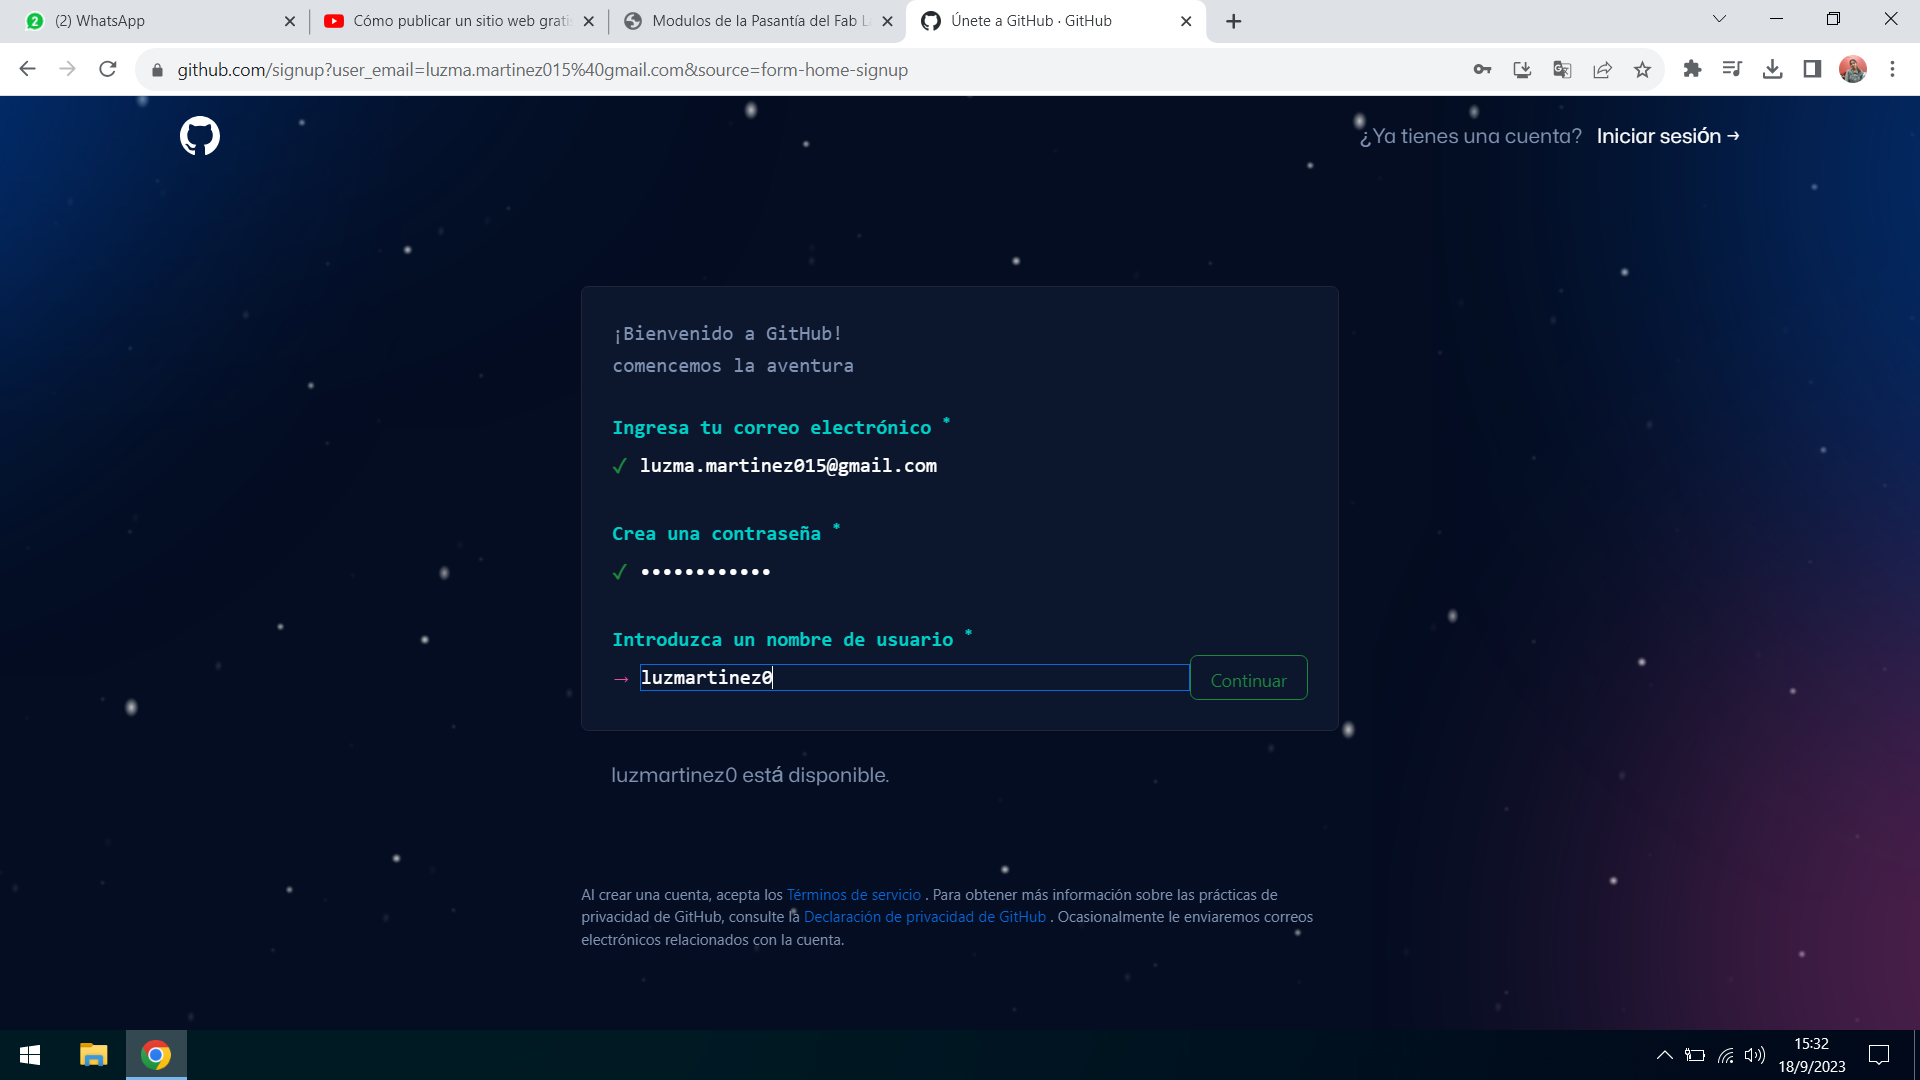 (2) WhatsApp
Cómo publicar un sitio web grati
Modulos de la Pasantía del Fab L
Únete a GitHub · GitHub
github.com/signup?user_email=luzma.martinez015%40gmail.com&source=form-home-signup
¿Ya tienes una cuenta? Iniciar sesión →
¡Bienvenido a GitHub!
comencemos la aventura
Ingresa tu correo electrónico *
✓ luzma.martinez015@gmail.com
Crea una contraseña *
✓ ••••••••••••
Introduzca un nombre de usuario *
→ luzmartinez0
Continuar
luzmartinez0 está disponible.
Al crear una cuenta, acepta los Términos de servicio . Para obtener más información sobre las prácticas de
privacidad de GitHub, consulte la Declaración de privacidad de GitHub . Ocasionalmente le enviaremos correos
electrónicos relacionados con la cuenta.
15:32
18/9/2023